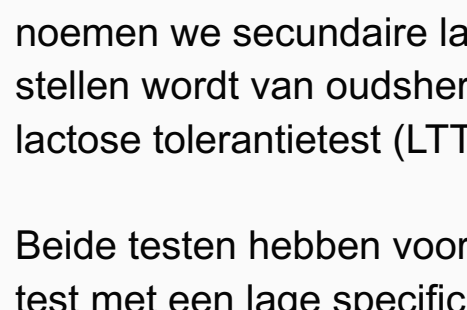 noemen we secundaire la
stellen wordt van oudsher
lactose tolerantietest (LTT
Beide testen hebben voor
test met een lage specific